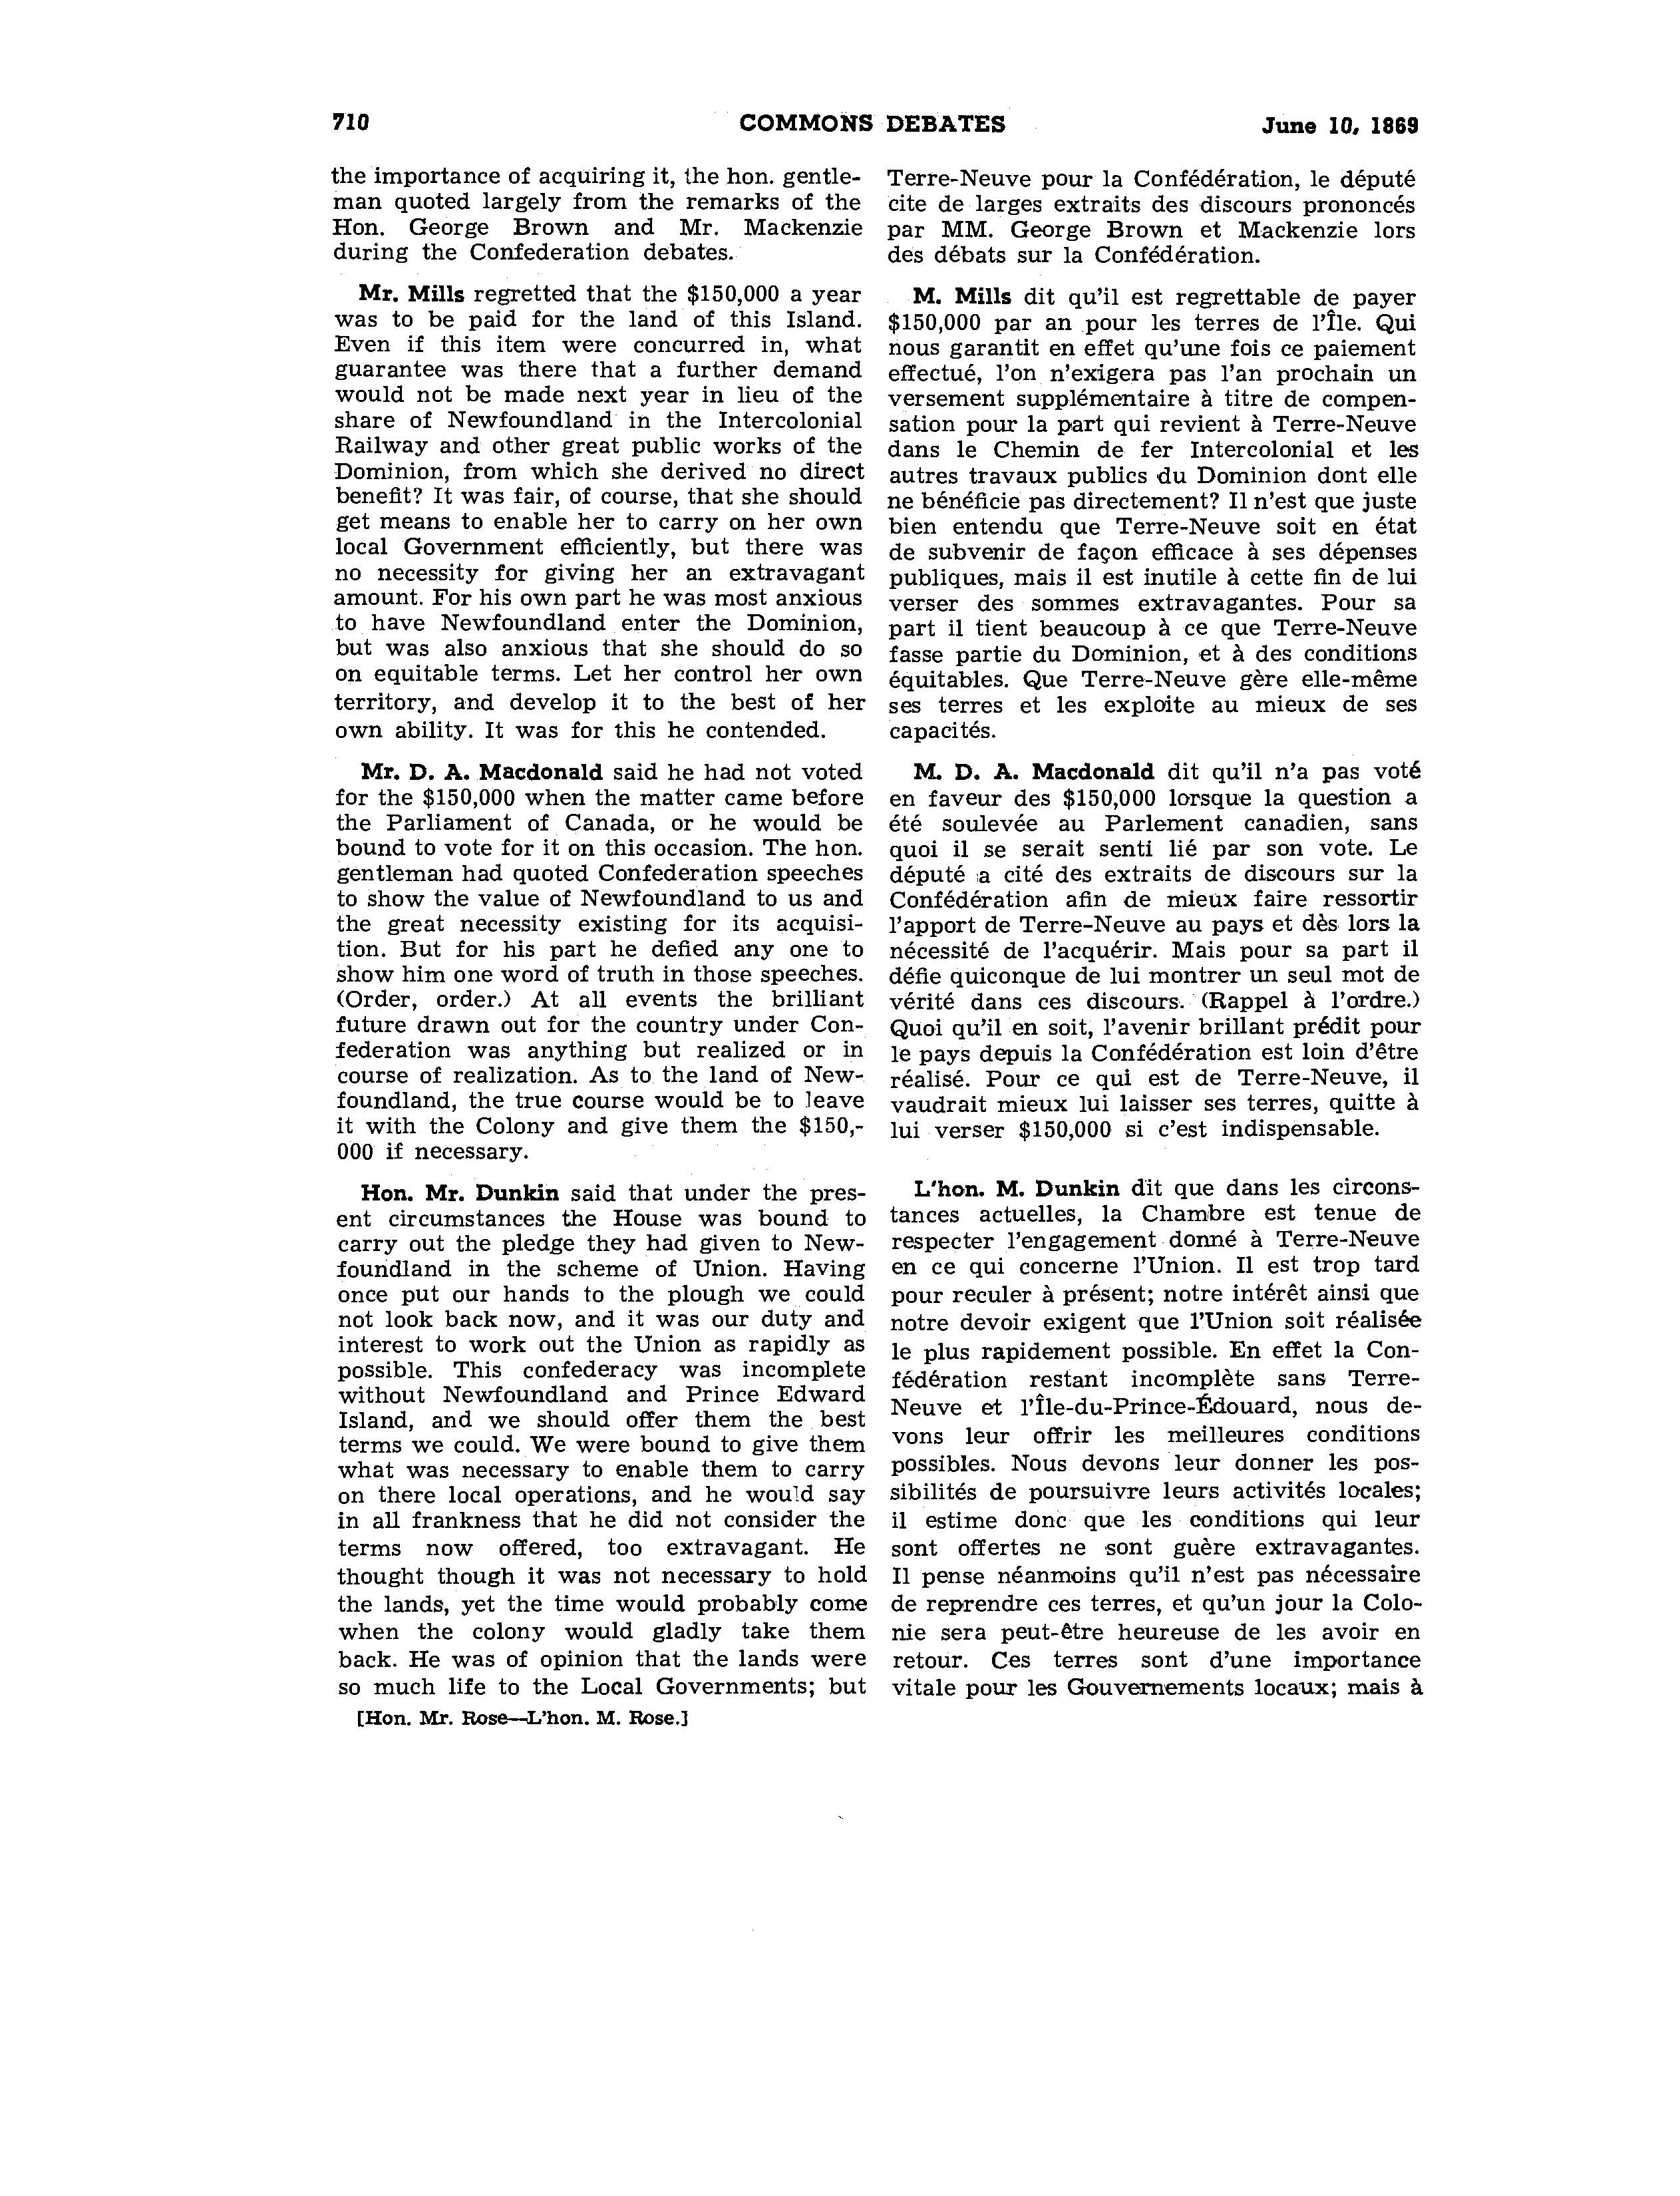 710 COMMONS DEBATES June 10, 1869
the importance of acquiring it, the hon. gentle-
man quoted largely from the remarks of the
Hon. George Brown and Mr. Mackenzie
during the Confederation debates.
Mr. Mills regretted that the $150,000 a year
was to be paid for the land of this Island.
Even if this item were concurred in, what
guarantee was there that a further demand
would not be made next year in lieu of the
share of Newfoundland in the Intercolonial
Railway and other great public works of the
Dominion, from which she derived no direct
benefit? It was fair, of course, that she should
get means to enable her to carry on her own
local Government efficiently, but there was
no necessity for giving her an extravagant
amount. For his own part he was most anxious
to have Newfoundland enter the Dominion,
but was also anxious that she should do so
on equitable terms. Let her control her own
territory, and develop it to the best of her
own ability. It was for this he contended.
Mr. D. A. Macdonald said he had not voted
for the $150,000 when the matter came before
the Parliament of Canada, or he would be
bound to vote for it on this occasion. The hon.
gentleman had quoted Confederation speeches
to show the value of Newfoundland to us and
the great necessity existing for its acquisi-
tion. But for his part he defied any one to
show him one word of truth in those speeches.
(Order, order.) At all events the brilliant
future drawn out for the country under Con-
federation was anything but realized or in
course of realization. As to the land of New-
foundland, the true course would be to leave
it with the Colony and give them the $150,-
000 if necessary.
Hon. Mr. Dunkin said that under the pres-
ent circumstances the House was bound to
carry out the pledge they had given to New-
foundland in the scheme of Union. Having
once put our hands to the plough we could
not look back now, and it was our duty and
interest to work out the Union as rapidly as
possible. This confederacy was incomplete
without Newfoundland and Prince Edward
Island, and we should offer them the best
terms we could. We were bound to give them
what was necessary to enable them to carry
on there local operations, and he would say
in all frankness that he did not consider the
terms now offered, too extravagant. He
thought though it was not necessary to hold
the lands, yet the time would probably come
when the colony would gladly take them
back. He was of opinion that the lands were
so much life to the Local Governments; but
[Hon. Mr. Rose—L'hon. M. Rose.]
Terre-Neuve pour la Confédération, le député
cite de larges extraits des discours prononcés
par MM. George Brown et Mackenzie lors
des débats sur la Confédération.
M. Mills dit qu'il est regrettable de payer
$150,000 par an pour les terres de l'Île. Qui
nous garantit en effet qu'une fois ce paiement
effectué, l'on n'exigera pas l'an prochain un
versement supplémentaire à titre de compen-
sation pour la part qui revient à Terre-Neuve
dans le Chemin de fer Intercolonial et les
autres travaux publics du Dominion dont elle
ne bénéficie pas directement? Il n'est que juste
bien entendu que Terre-Neuve soit en état
de subvenir de façon efficace à ses dépenses
publiques, mais il est inutile à cette fin de lui
verser des sommes extravagantes. Pour sa
part il tient beaucoup à ce que Terre-Neuve
fasse partie du Dominion, et à des conditions
équitables. Que Terre-Neuve gère elle-même
ses terres et les exploite au mieux de ses
capacités.
M. D. A. Macdonald dit qu'il n'a pas voté
en faveur des $150,000 lorsque la question a
été soulevée au Parlement canadien, sans
quoi il se serait senti lié par son vote. Le
député a cité des extraits de discours sur la
Confédération afin de mieux faire ressortir
l'apport de Terre-Neuve au pays et dès lors la
nécessité de l'acquérir. Mais pour sa part il
défie quiconque de lui montrer un seul mot de
vérité dans ces discours. (Rappel à l'ordre.)
Quoi qu'il en soit, l'avenir brillant prédit pour
le pays depuis la Confédération est loin d'être
réalisé. Pour ce qui est de Terre-Neuve, il
vaudrait mieux lui laisser ses terres, quitte à
lui verser $150,000 si c'est indispensable.
L'hon. M. Dunkin dit que dans les circons-
tances actuelles, la Chambre est tenue de
respecter l'engagement donné à Terre-Neuve
en ce qui concerne l'Union. Il est trop tard
pour reculer à présent; notre intérêt ainsi que
notre devoir exigent que l'Union soit réalisée
le plus rapidement possible. En effet la Con-
fédération restant incomplète sans Terre-
Neuve et l'Île-du-Prince-Édouard, nous de-
vons leur offrir les meilleures conditions
possibles. Nous devons leur donner les pos-
sibilités de poursuivre leurs activités locales;
il estime donc que les conditions qui leur
sont offertes ne sont guère extravagantes.
Il pense néanmoins qu'il n'est pas nécessaire
de reprendre ces terres, et qu'un jour la Colo-
nie sera peut-être heureuse de les avoir en
retour. Ces terres sont d'une importance
vitale pour les Gouvernements locaux; mais à